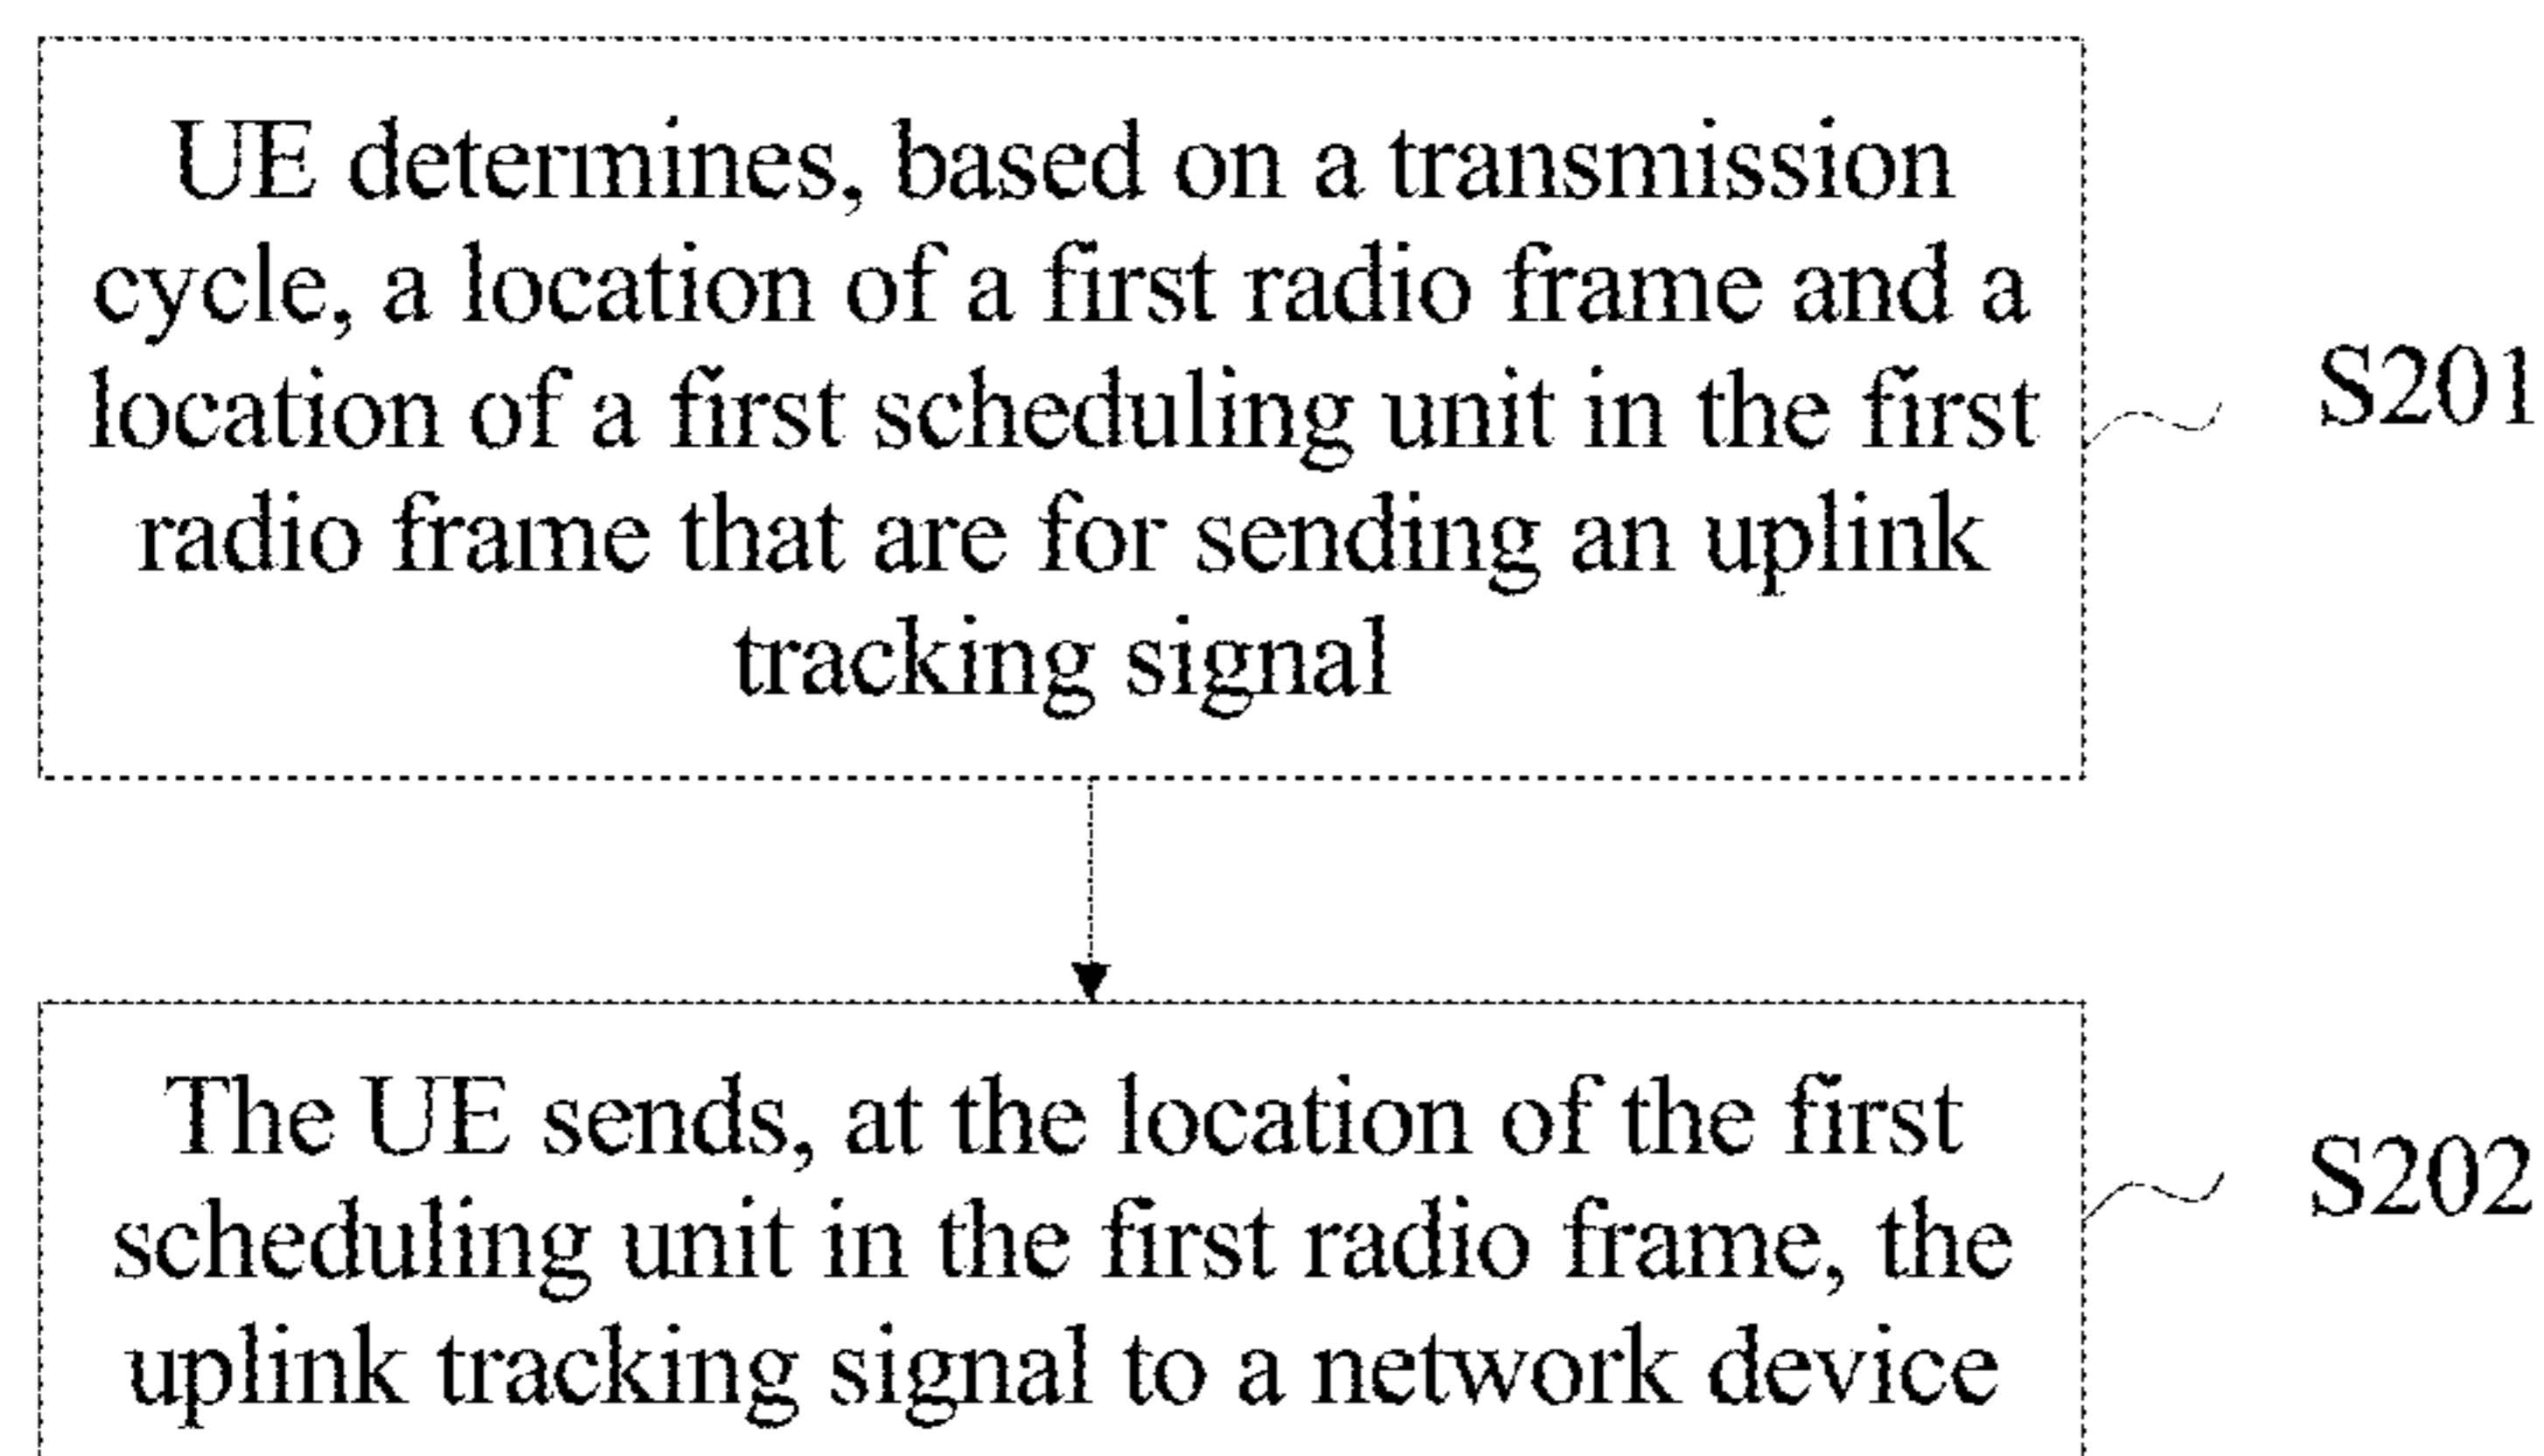 UE determines, based on a transmission
cycle, a location of a first radio frame and a
location of a first scheduling unit in the first
radio frame that are for sending an uplink
tracking signal
S201
The UE sends, at the location of the first
scheduling unit in the first radio frame, the
uplink tracking signal to a network device
S202